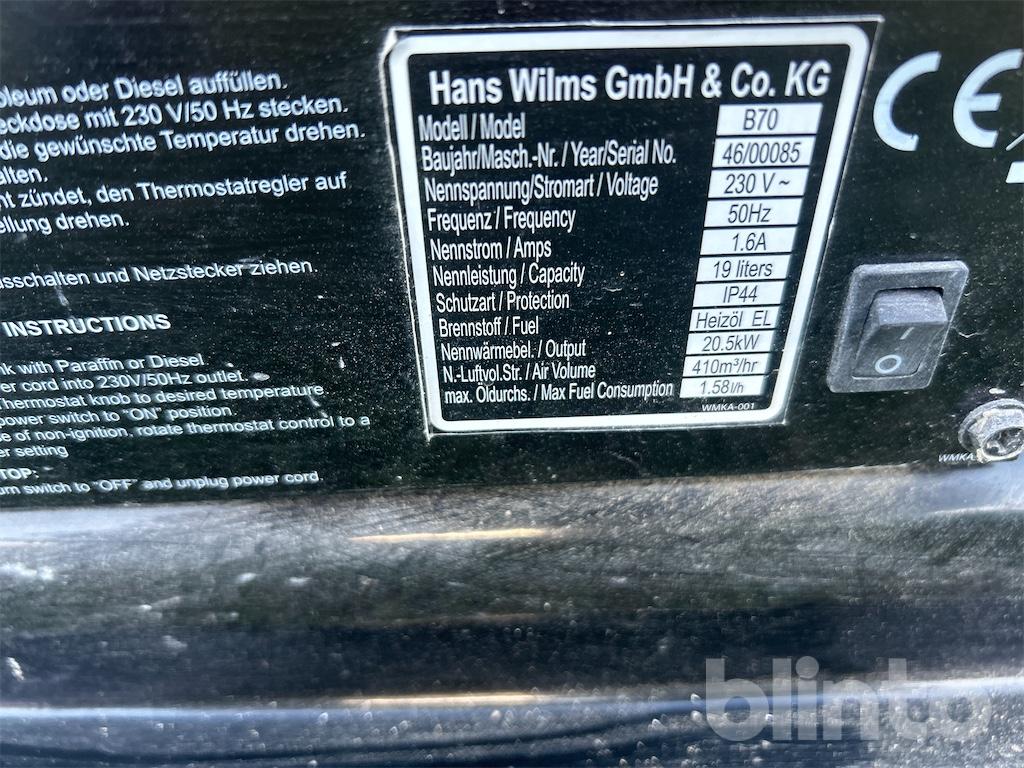 oleum oder Diesel auffüllen.
eckdose mit 230 V/50 Hz stecken.
die gewünschte Temperatur drehen.
alten.
ht zündet, den Thermostatregler auf
ellung drehen.
usschalten und Netzstecker ziehen.
INSTRUCTIONS
nk with Paraffin or Diesel
er cord into 230V/50Hz outlet.
Thermostat knob to desired temperature
power switch to "ON" position.
e of non-ignition, rotate thermostat control to a
er setting
TOP:
urn switch to "OFF" and unplug power cord.
Hans Wilms GmbH & Co. KG
Modell / Model B70
Baujahr/Masch.-Nr. / Year/Serial No. 46/00085
Nennspannung/Stromart / Voltage 230 V ~
Frequenz / Frequency 50Hz
Nennstrom / Amps 1.6A
Nennleistung / Capacity 19 liters
Schutzart / Protection IP44
Brennstoff / Fuel Heizöl EL
Nennwärmebel. / Output 20.5kW
N.-Luftvol.Str. / Air Volume 410m³/hr
max. Öldurchs. / Max Fuel Consumption 1.58l/h
WMKA-001
CE
I
O
WMKA
blinto